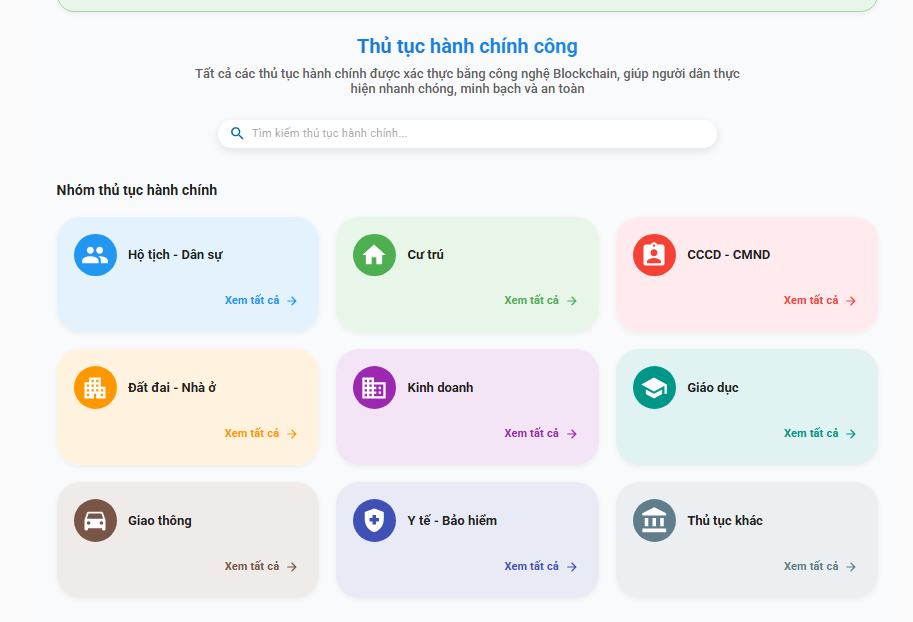 Thủ tục hành chính công
Tất cả các thủ tục hành chính được xác thực bằng công nghệ Blockchain, giúp người dân thực
hiện nhanh chóng, minh bạch và an toàn
Tìm kiếm thủ tục hành chính...
Nhóm thủ tục hành chính
Hộ tịch - Dân sự
Xem tất cả
Cư trú
Xem tất cả
CCCD - CMND
Xem tất cả
Đất đai - Nhà ở
Xem tất cả
Kinh doanh
Xem tất cả
Giáo dục
Xem tất cả
Giao thông
Xem tất cả
Y tế - Bảo hiểm
Xem tất cả
Thủ tục khác
Xem tất cả